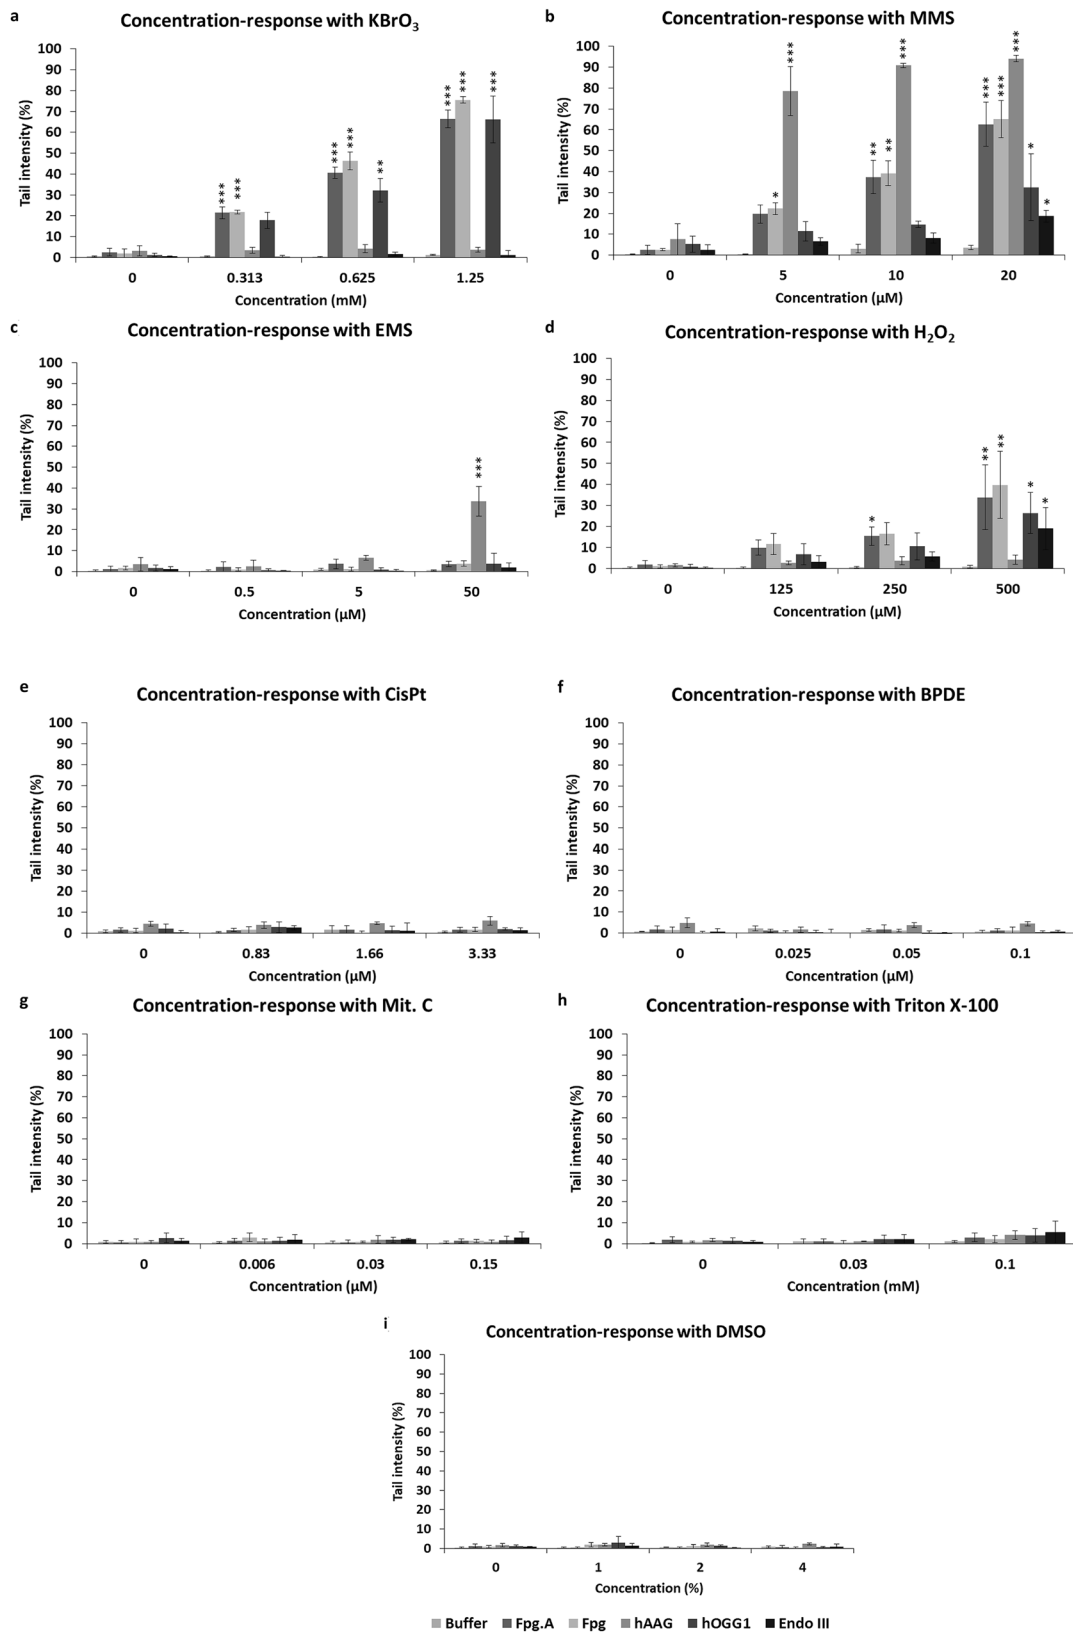 a
Concentration-response with KBrO₃
Tail intensity (%)
100
90
80
70
60
50
40
30
20
10
0
***
***
***
***
**
***
***
***
0 0.313 0.625 1.25
Concentration (mM)
b
Concentration-response with MMS
Tail intensity (%)
100
90
80
70
60
50
40
30
20
10
0
*
***
**
**
***
***
***
***
*
*
0 5 10 20
Concentration (µM)
c
Concentration-response with EMS
Tail intensity (%)
100
90
80
70
60
50
40
30
20
10
0
***
0 0.5 5 50
Concentration (µM)
d
Concentration-response with H₂O₂
Tail intensity (%)
100
90
80
70
60
50
40
30
20
10
0
*
**
**
*
*
0 125 250 500
Concentration (µM)
e
Concentration-response with CisPt
Tail intensity (%)
100
90
80
70
60
50
40
30
20
10
0
0 0.83 1.66 3.33
Concentration (µM)
f
Concentration-response with BPDE
Tail intensity (%)
100
90
80
70
60
50
40
30
20
10
0
0 0.025 0.05 0.1
Concentration (µM)
g
Concentration-response with Mit. C
Tail intensity (%)
100
90
80
70
60
50
40
30
20
10
0
0 0.006 0.03 0.15
Concentration (µM)
h
Concentration-response with Triton X-100
Tail intensity (%)
100
90
80
70
60
50
40
30
20
10
0
0 0.03 0.1
Concentration (mM)
i
Concentration-response with DMSO
Tail intensity (%)
100
90
80
70
60
50
40
30
20
10
0
0 1 2 4
Concentration (%)
Buffer Fpg.A Fpg hAAG hOGG1 Endo III